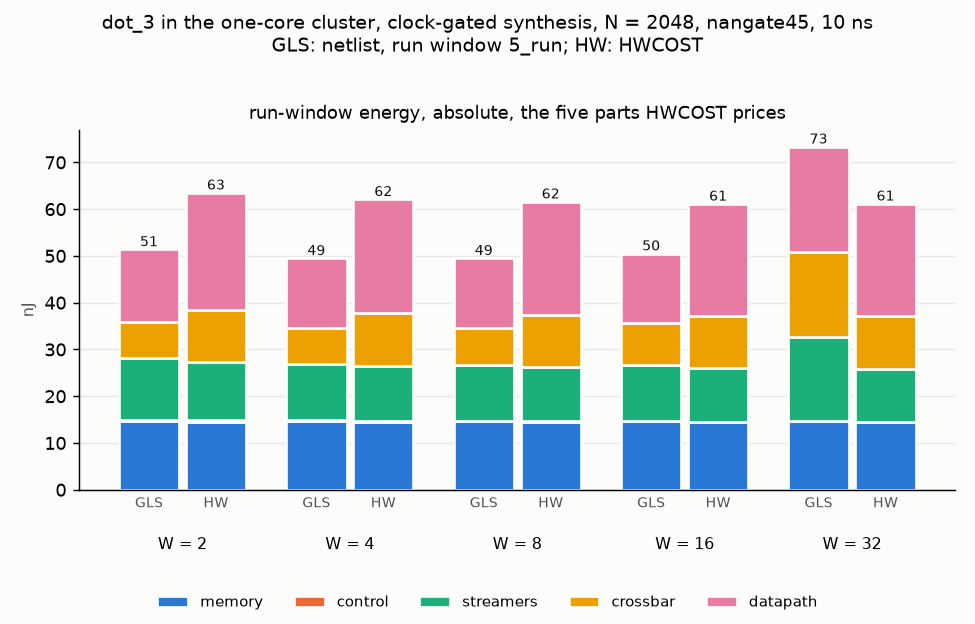 dot_3 in the one-core cluster, clock-gated synthesis, N = 2048, nangate45, 10 ns
GLS: netlist, run window 5_run; HW: HWCOST
run-window energy, absolute, the five parts HWCOST prices
nJ
70
60
50
40
30
20
10
0
51 63 49 62 49 62 50 61 73 61
GLS HW GLS HW GLS HW GLS HW GLS HW
W = 2 W = 4 W = 8 W = 16 W = 32
memory control streamers crossbar datapath